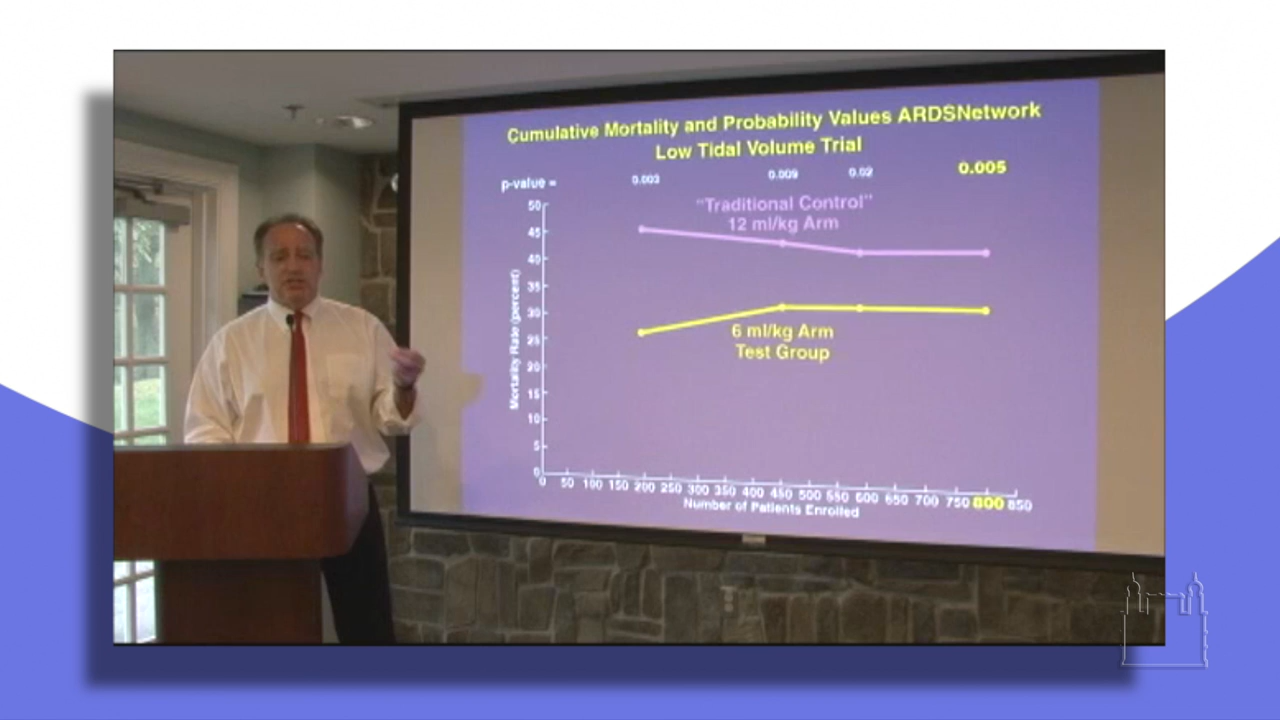 Cumulative Mortality and Probability Values ARDSNetwork
Low Tidal Volume Trial
p-value = 0.003 0.009 0.02 0.005
"Traditional Control"
12 ml/kg Arm
6 ml/kg Arm
Test Group
Mortality Rate (percent)
50
45
40
35
30
25
20
15
10
5
0
0 50 100 150 200 250 300 350 400 450 500 550 600 650 700 750 800 850
Number of Patients Enrolled